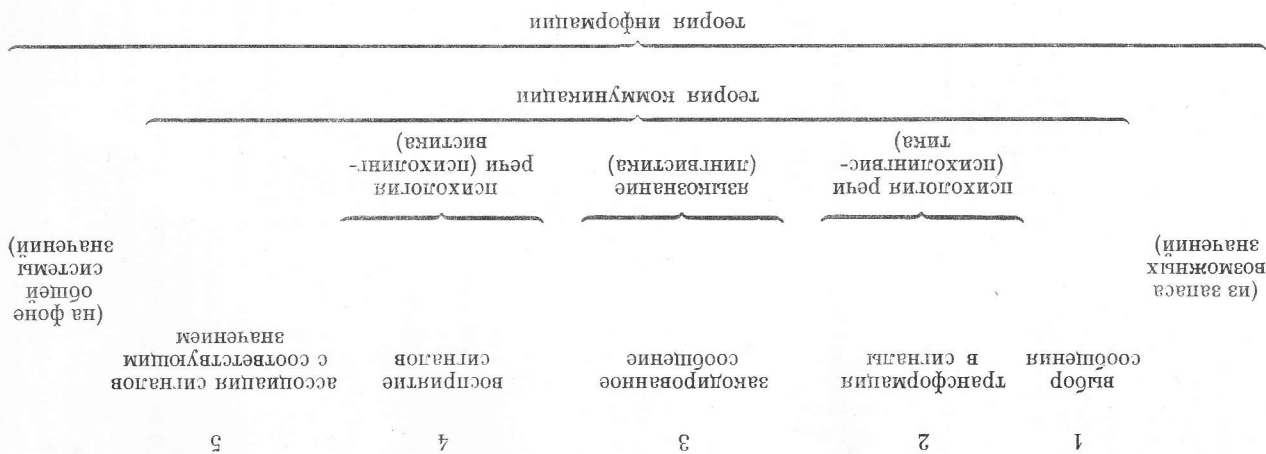 1
2
3
4
5
выбор
сообщения
трансформация
в сигналы
закодированное
сообщение
восприятие
сигналов
ассоциация сигналов
с соответствующим
значением
(из запаса
возможных
значений)
(на фоне
общей
системы
значений)
психология речи
(психолингвис-
тика)
языкознание
(лингвистика)
психология
речи (психолинг-
вистика)
теория коммуникации
теория информации